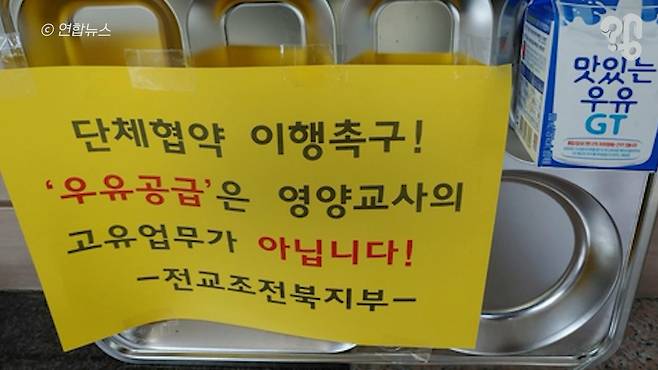 © 연합뉴스
단체협약 이행촉구!
‘우유공급’은 영양교사의
고유업무가 아닙니다!
-전교조전북지부-
맛있는
우유
GT